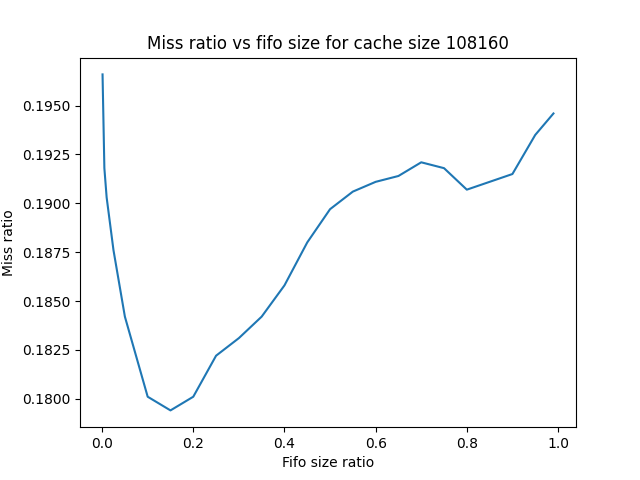 Miss ratio vs fifo size for cache size 108160
Miss ratio
0.1950
0.1925
0.1900
0.1875
0.1850
0.1825
0.1800
0.0 0.2 0.4 0.6 0.8 1.0
Fifo size ratio